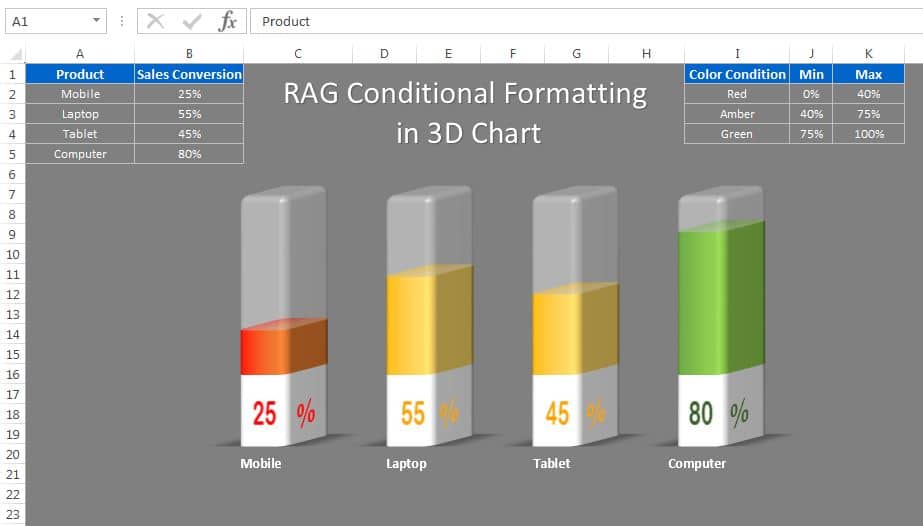 A1 fx Product
A B C D E F G H I J K
1 Product Sales Conversion Color Condition Min Max
2 Mobile 25% Red 0% 40%
3 Laptop 55% Amber 40% 75%
4 Tablet 45% Green 75% 100%
5 Computer 80%
RAG Conditional Formatting
in 3D Chart
6
7
8
9
10
11
12
13
14
15
16
17
18
19
20
21
22
23
25 % 55 % 45 % 80 %
Mobile Laptop Tablet Computer